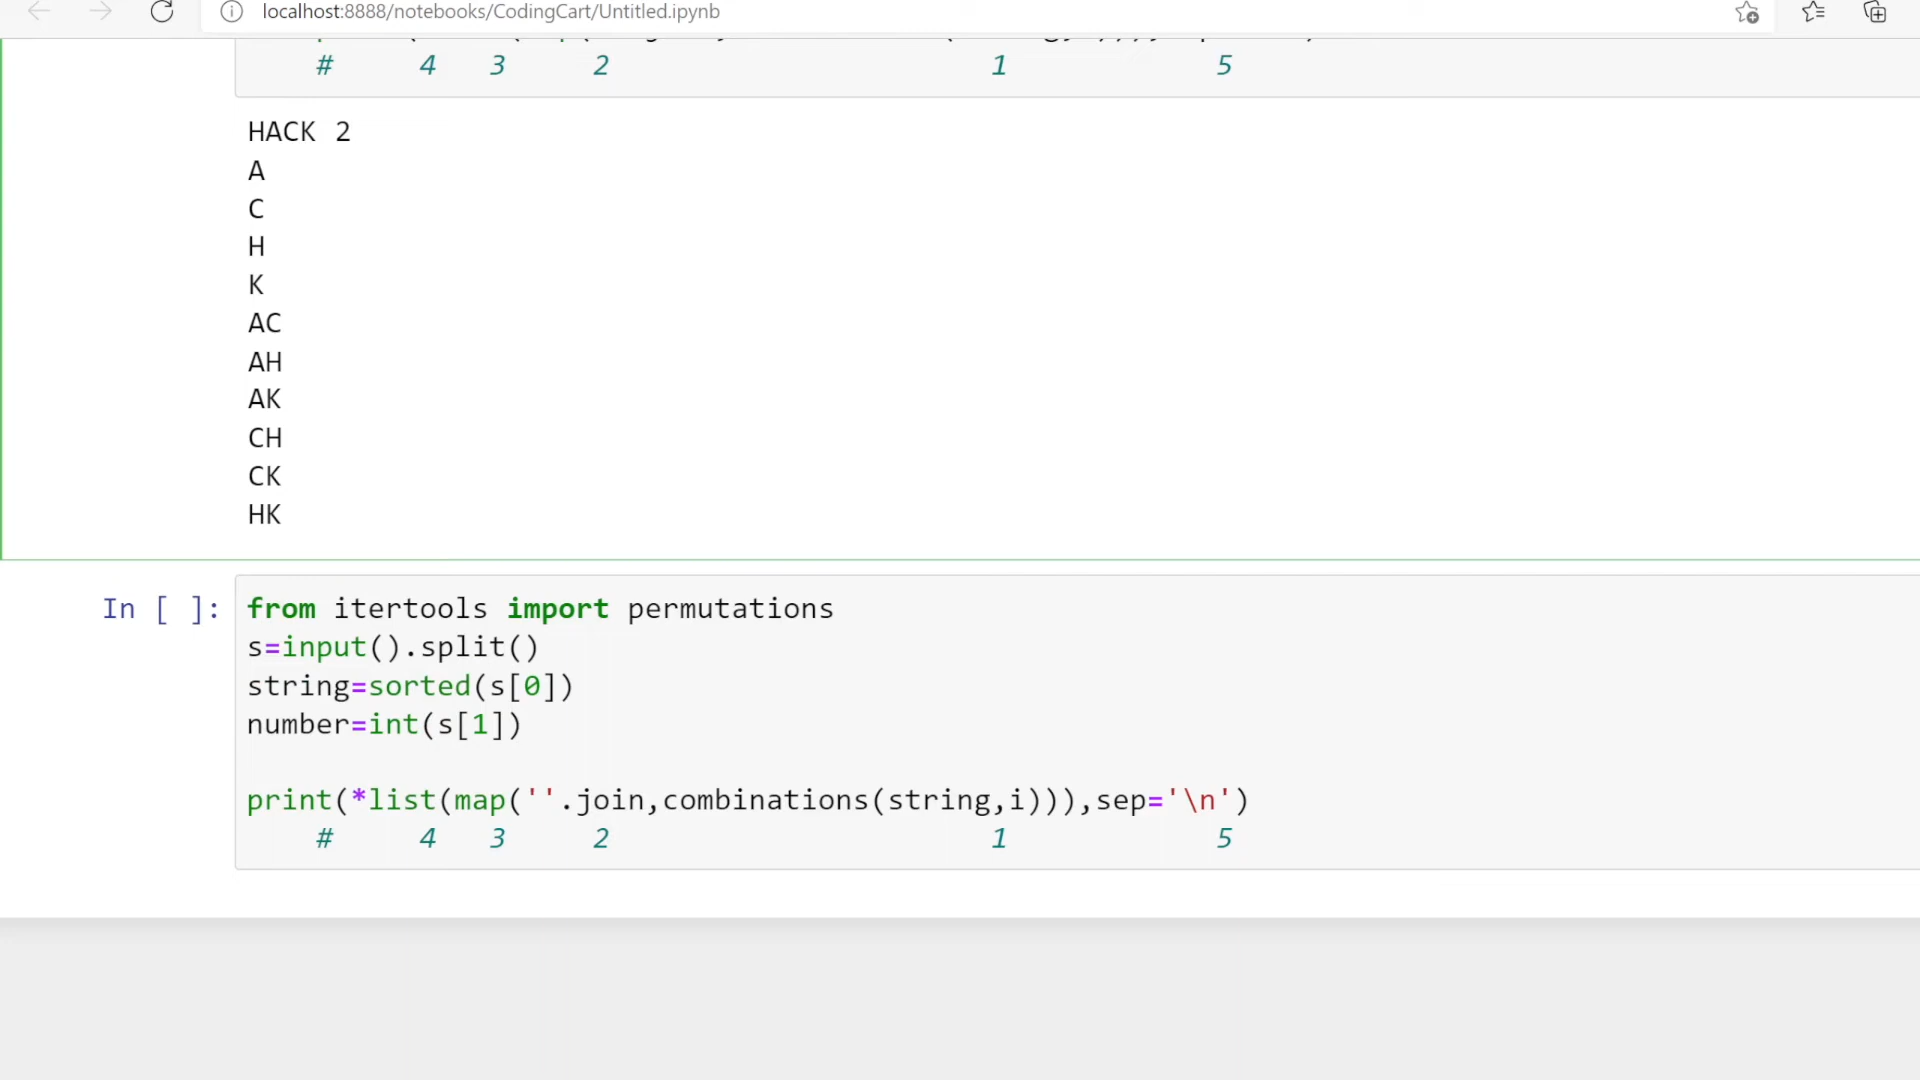 localhost:8888/notebooks/CodingCart/Untitled.ipynb
# 4 3 2 1 5
HACK 2
A
C
H
K
AC
AH
AK
CH
CK
HK
In [ ]:
from itertools import permutations
s=input().split()
string=sorted(s[0])
number=int(s[1])
print(*list(map(''.join,combinations(string,i))),sep='\n')
# 4 3 2 1 5